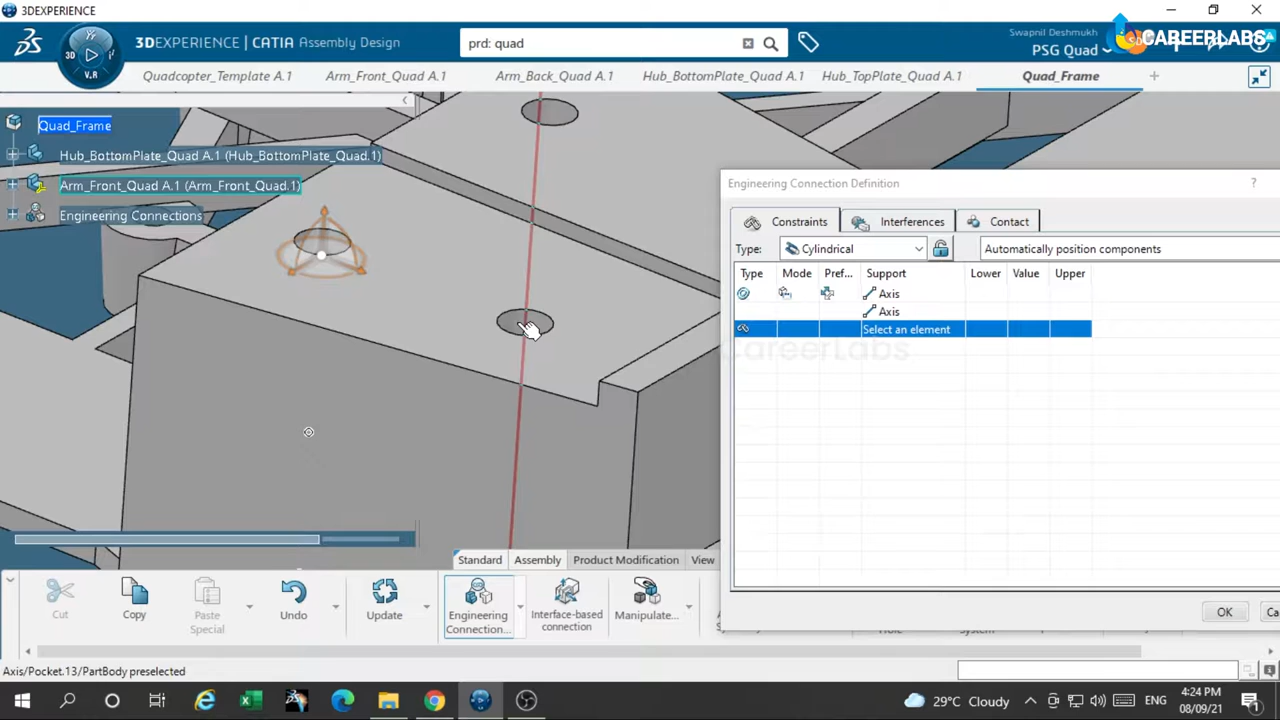 3DEXPERIENCE
3DEXPERIENCE | CATIA Assembly Design
prd: quad
Swapnil Deshmukh
PSG Quad
CAREERLABS
3D
V.R
Quadcopter_Template A.1
Arm_Front_Quad A.1
Arm_Back_Quad A.1
Hub_BottomPlate_Quad A.1
Hub_TopPlate_Quad A.1
Quad_Frame
Quad_Frame
Hub_BottomPlate_Quad A.1 (Hub_BottomPlate_Quad.1)
Arm_Front_Quad A.1 (Arm_Front_Quad.1)
Engineering Connections
Engineering Connection Definition
?
Constraints
Interferences
Contact
Type:
Cylindrical
Automatically position components
Type
Mode
Pref...
Support
Lower
Value
Upper
Axis
Axis
Select an element
CareerLabs
OK
Ca
Standard
Assembly
Product Modification
View
Cut
Copy
Paste
Special
Undo
Update
Engineering
Connection...
Interface-based
connection
Manipulate...
Axis/Pocket.13/PartBody preselected
29°C Cloudy
ENG
4:24 PM
08/09/21